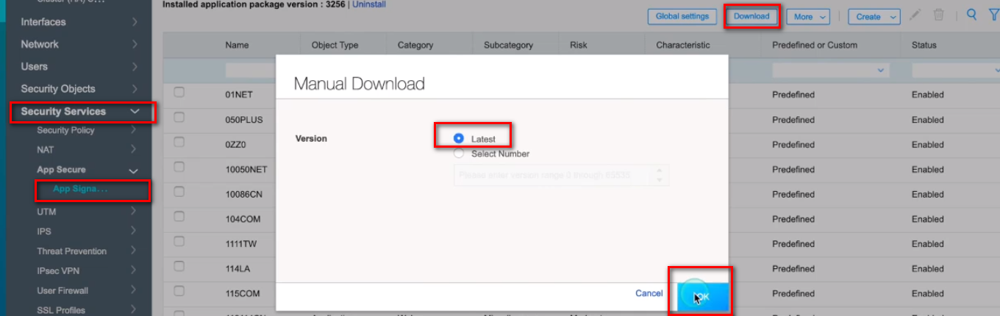 Cluster (HA) S...
Interfaces
Network
Users
Security Objects
Security Services
Security Policy
NAT
App Secure
App Signa...
UTM
IPS
Threat Prevention
IPsec VPN
User Firewall
SSL Profiles
Installed application package version : 3256 | Uninstall
Global settings Download More Create
Name Object Type Category Subcategory Risk Characteristic Predefined or Custom Status
01NET Predefined Enabled
050PLUS Predefined Enabled
0ZZ0 Predefined Enabled
10050NET Predefined Enabled
10086CN Predefined Enabled
104COM Predefined Enabled
1111TW Predefined Enabled
114LA Predefined Enabled
115COM Predefined Enabled
Manual Download
Version
Latest
Select Number
Please enter version range 0 through 65535
Cancel OK